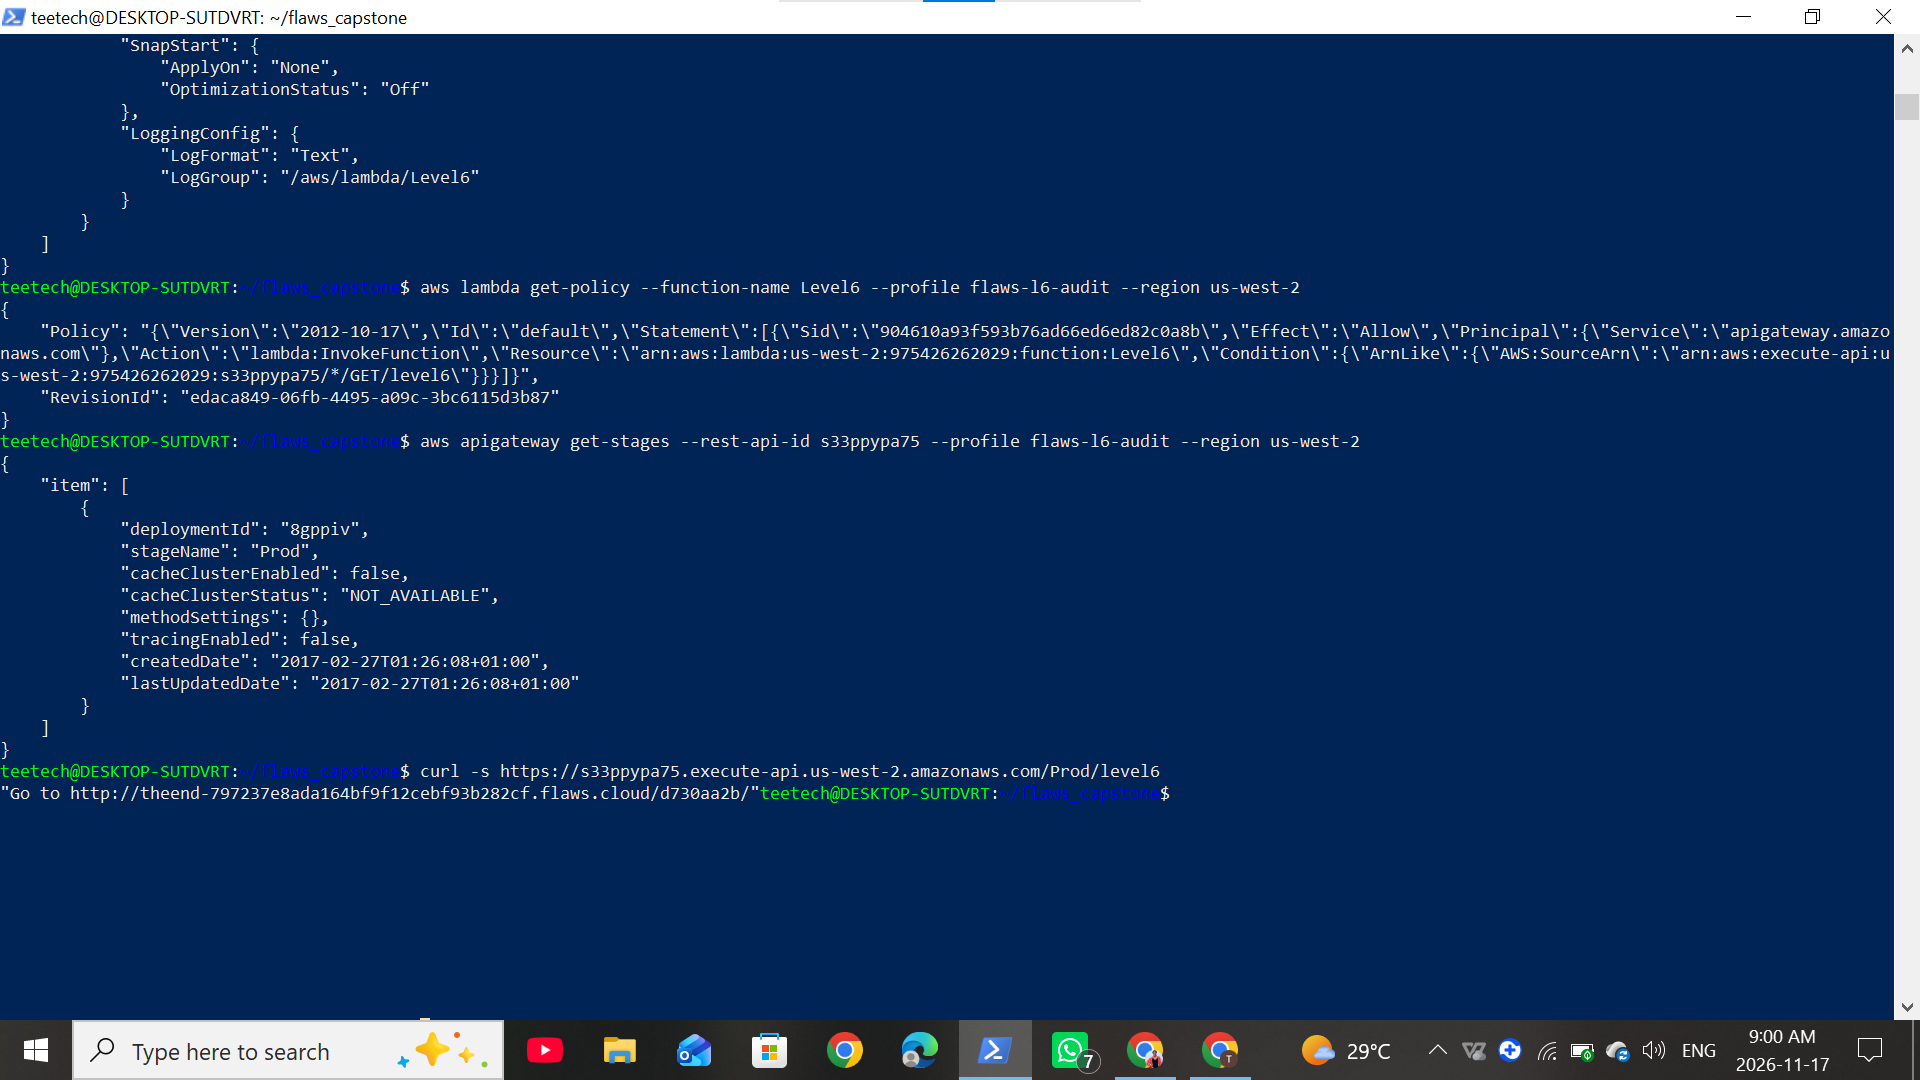 teetech@DESKTOP-SUTDVRT: ~/flaws_capstone
            "SnapStart": {
                "ApplyOn": "None",
                "OptimizationStatus": "Off"
            },
            "LoggingConfig": {
                "LogFormat": "Text",
                "LogGroup": "/aws/lambda/Level6"
            }
        }
    ]
}
teetech@DESKTOP-SUTDVRT:~/flaws_capstone$ aws lambda get-policy --function-name Level6 --profile flaws-l6-audit --region us-west-2
{
    "Policy": "{\"Version\":\"2012-10-17\",\"Id\":\"default\",\"Statement\":[{\"Sid\":\"904610a93f593b76ad66ed6ed82c0a8b\",\"Effect\":\"Allow\",\"Principal\":{\"Service\":\"apigateway.amazo
naws.com\"},\"Action\":\"lambda:InvokeFunction\",\"Resource\":\"arn:aws:lambda:us-west-2:975426262029:function:Level6\",\"Condition\":{\"ArnLike\":{\"AWS:SourceArn\":\"arn:aws:execute-api:u
s-west-2:975426262029:s33ppypa75/*/GET/level6\"}}}]}",
    "RevisionId": "edaca849-06fb-4495-a09c-3bc6115d3b87"
}
teetech@DESKTOP-SUTDVRT:~/flaws_capstone$ aws apigateway get-stages --rest-api-id s33ppypa75 --profile flaws-l6-audit --region us-west-2
{
    "item": [
        {
            "deploymentId": "8gppiv",
            "stageName": "Prod",
            "cacheClusterEnabled": false,
            "cacheClusterStatus": "NOT_AVAILABLE",
            "methodSettings": {},
            "tracingEnabled": false,
            "createdDate": "2017-02-27T01:26:08+01:00",
            "lastUpdatedDate": "2017-02-27T01:26:08+01:00"
        }
    ]
}
teetech@DESKTOP-SUTDVRT:~/flaws_capstone$ curl -s https://s33ppypa75.execute-api.us-west-2.amazonaws.com/Prod/level6
"Go to http://theend-797237e8ada164bf9f12cebf93b282cf.flaws.cloud/d730aa2b/"teetech@DESKTOP-SUTDVRT:~/flaws_capstone$
Type here to search
7
T
29°C
ENG
9:00 AM
2026-11-17